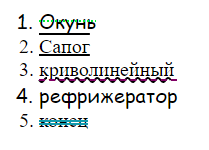 1. Окунь
2. Сапог
3. криволинейный
4. рефрижератор
5. конец